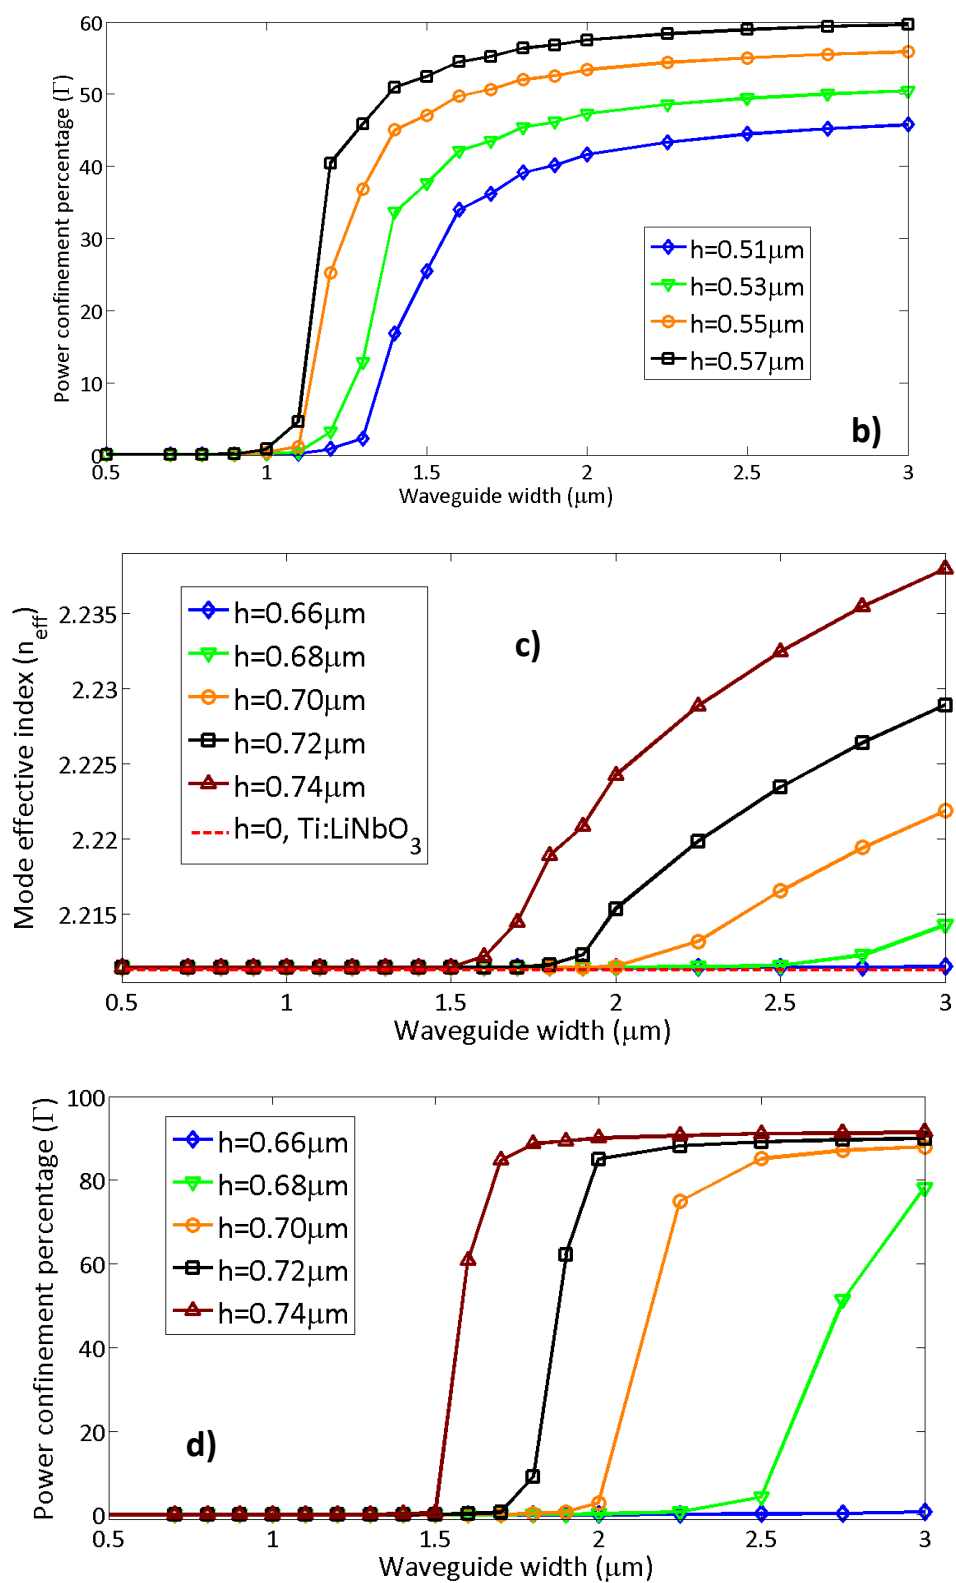 60
50
40
30
20
10
0
Power confinement percentage (Γ)
h=0.51μm
h=0.53μm
h=0.55μm
h=0.57μm
b)
0.5
1
1.5
2
2.5
3
Waveguide width (μm)
2.235
2.23
2.225
2.22
2.215
Mode effective index (neff)
h=0.66μm
h=0.68μm
h=0.70μm
h=0.72μm
h=0.74μm
h=0, Ti:LiNbO3
c)
0.5
1
1.5
2
2.5
3
Waveguide width (μm)
100
80
60
40
20
0
Power confinement percentage (Γ)
h=0.66μm
h=0.68μm
h=0.70μm
h=0.72μm
h=0.74μm
d)
0.5
1
1.5
2
2.5
3
Waveguide width (μm)